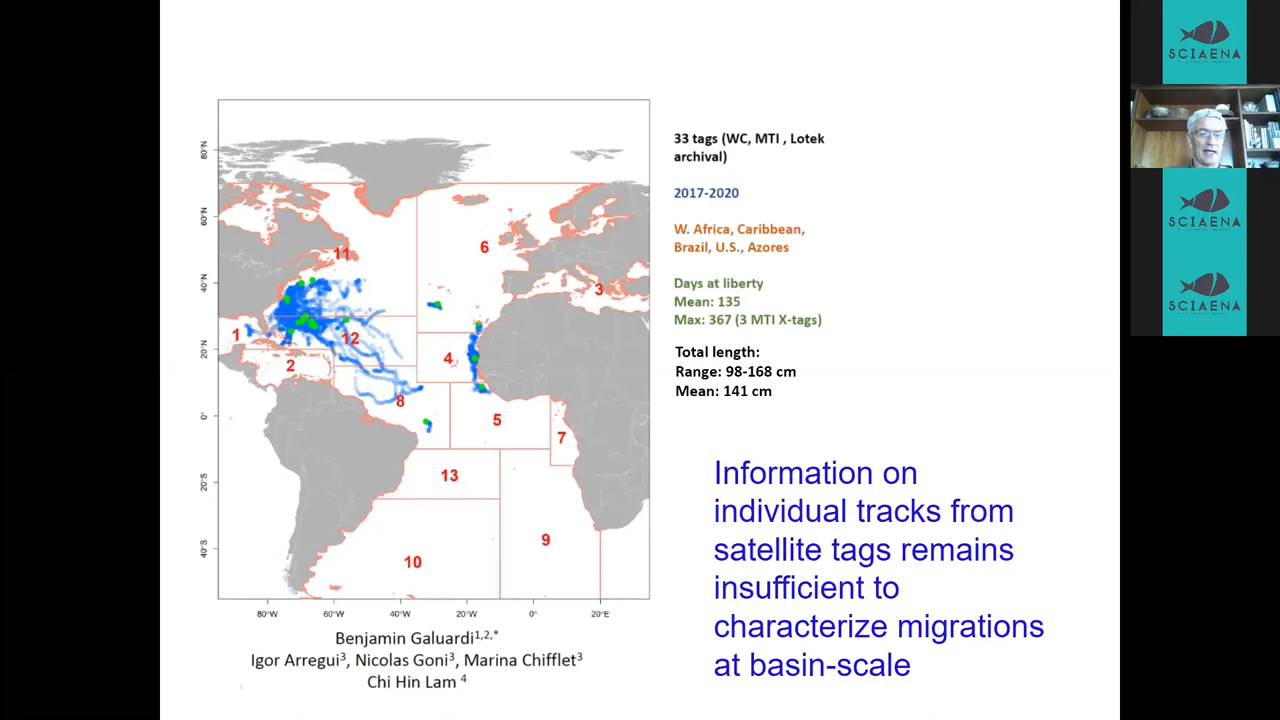 33 tags (WC, MTI , Lotek
archival)
2017-2020
W. Africa, Caribbean,
Brazil, U.S., Azores
Days at liberty
Mean: 135
Max: 367 (3 MTI X-tags)
Total length:
Range: 98-168 cm
Mean: 141 cm
80°N
60°N
40°N
20°N
0°
20°S
40°S
11
6
3
1
12
4
2
8
5
7
13
9
10
80°W
60°W
40°W
20°W
0°
20°E
Benjamin Galuardi1,2,*
Igor Arregui3, Nicolas Goni3, Marina Chifflet3
Chi Hin Lam 4
Information on
individual tracks from
satellite tags remains
insufficient to
characterize migrations
at basin-scale
SCIAENA
SCIAENA
SCIAENA